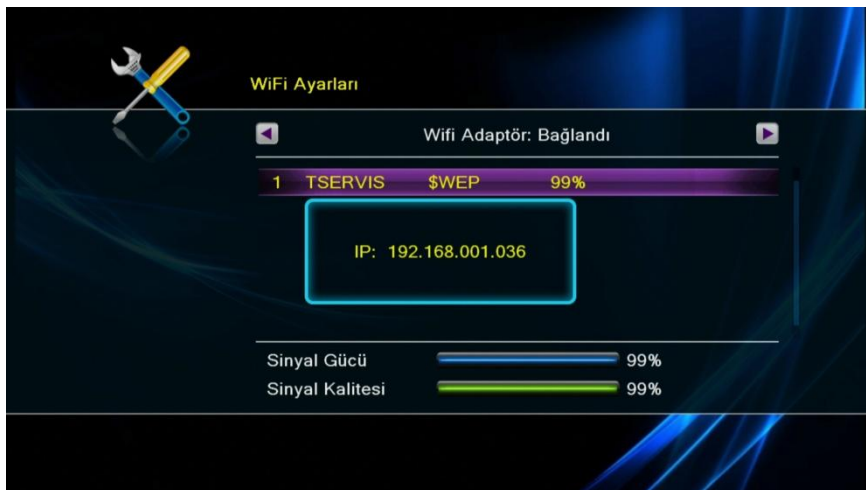 WiFi Ayarları
Wifi Adaptör: Bağlandı
1 TSERVIS $WEP 99%
IP: 192.168.001.036
Sinyal Gücü 99%
Sinyal Kalitesi 99%